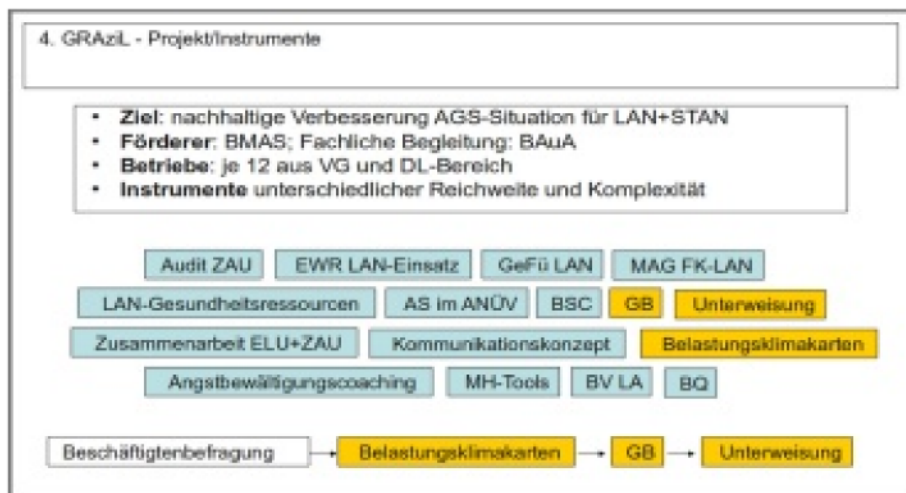 4. GRAziL - Projekt/Instrumente
• Ziel: nachhaltige Verbesserung AGS-Situation für LAN+STAN
• Förderer: BMAS; Fachliche Begleitung: BAuA
• Betriebe: je 12 aus VG und DL-Bereich
• Instrumente unterschiedlicher Reichweite und Komplexität
Audit ZAU EWR LAN-Einsatz GeFü LAN MAG FK-LAN
LAN-Gesundheitsressourcen AS im ANÜV BSC GB Unterweisung
Zusammenarbeit ELU+ZAU Kommunikationskonzept Belastungsklimakarten
Angstbewältigungscoaching MH-Tools BV LA BQ
Beschäftigtenbefragung → Belastungsklimakarten → GB → Unterweisung